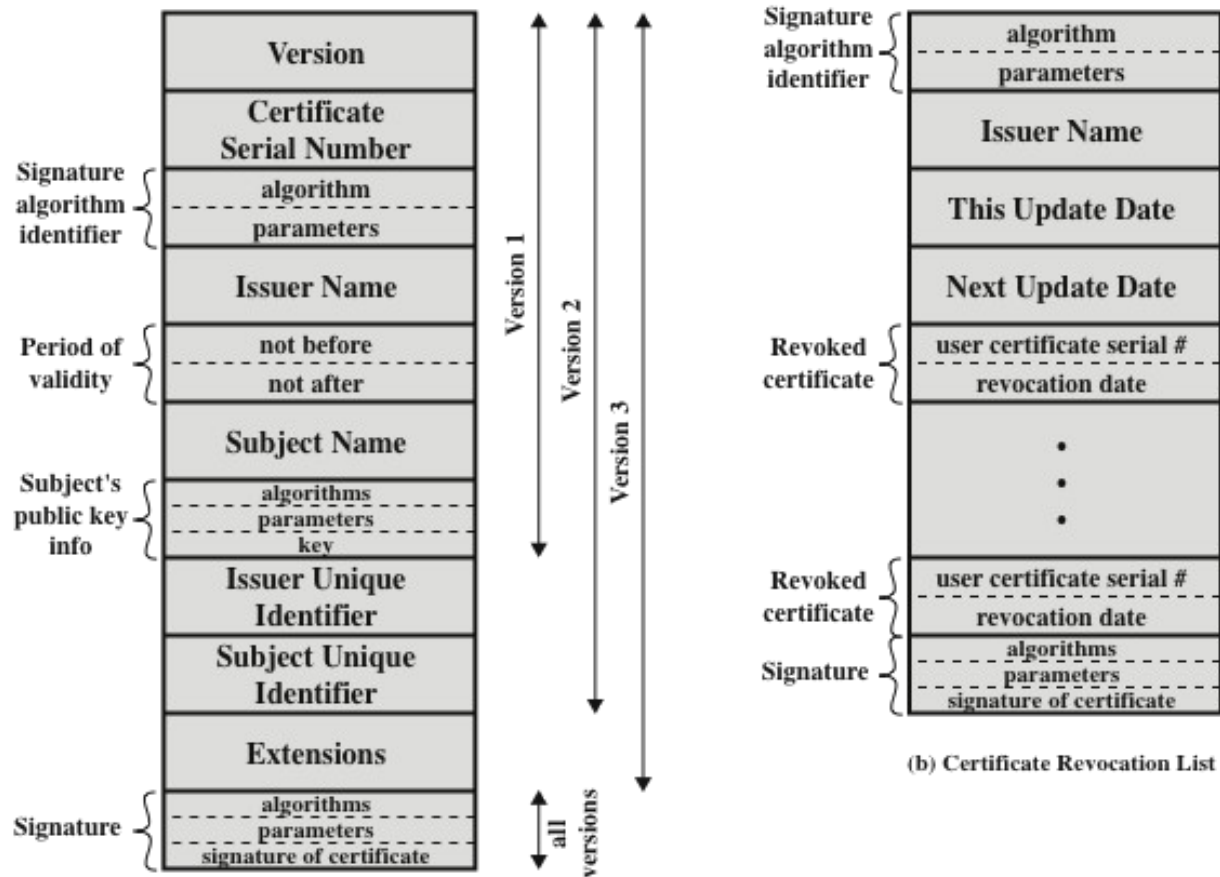 Version
Certificate
Serial Number
Signature
algorithm
identifier
algorithm
parameters
Issuer Name
Period of
validity
not before
not after
Subject Name
Subject's
public key
info
algorithms
parameters
key
Issuer Unique
Identifier
Subject Unique
Identifier
Extensions
Signature
algorithms
parameters
signature of certificate
Version 1
Version 2
Version 3
all
versions
Signature
algorithm
identifier
algorithm
parameters
Issuer Name
This Update Date
Next Update Date
Revoked
certificate
user certificate serial #
revocation date
Revoked
certificate
user certificate serial #
revocation date
Signature
algorithms
parameters
signature of certificate
(b) Certificate Revocation List